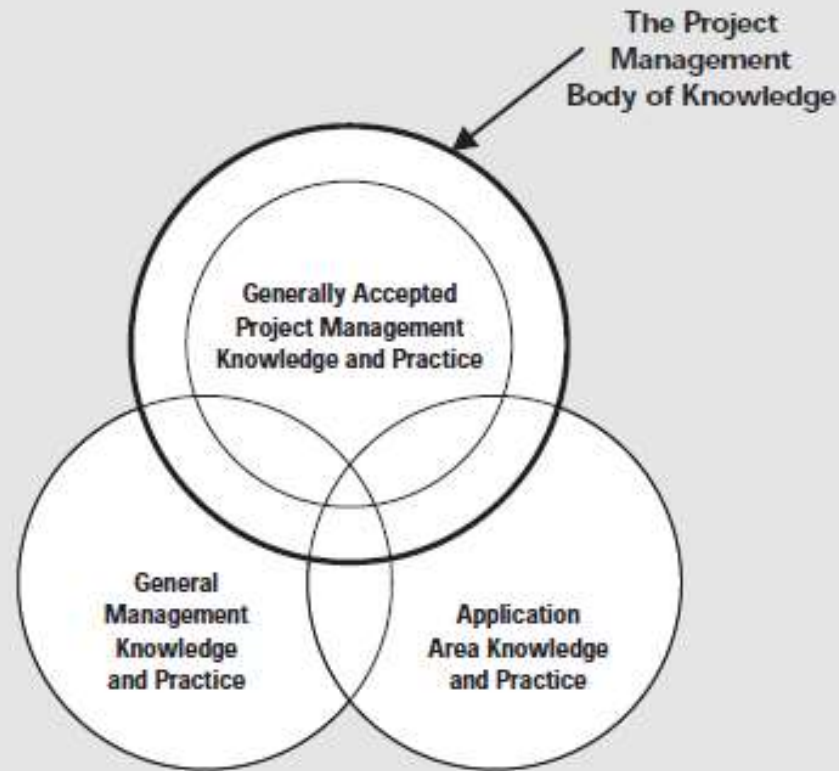 The Project
Management
Body of Knowledge
Generally Accepted
Project Management
Knowledge and Practice
General
Management
Knowledge
and Practice
Application
Area Knowledge
and Practice